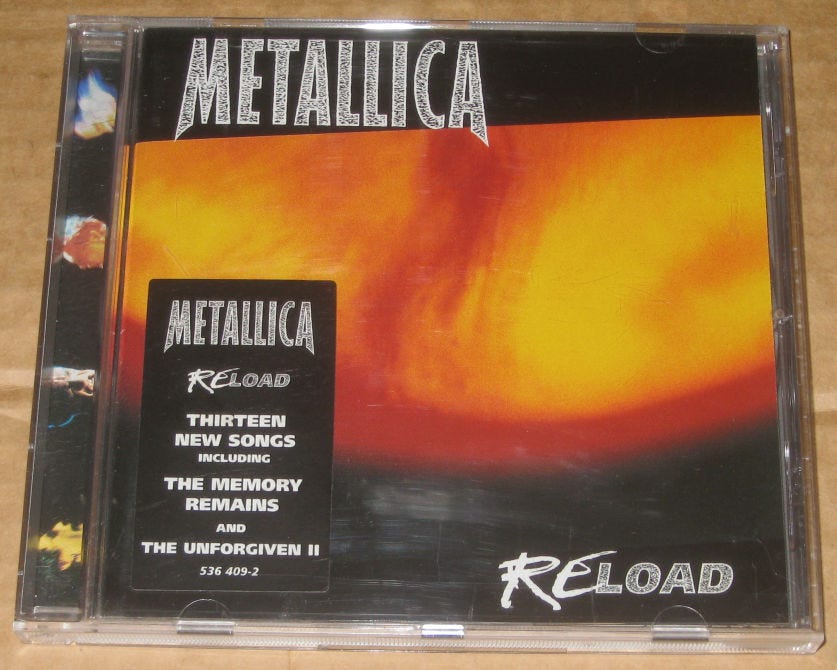 METALLICA
METALLICA
RELOAD
THIRTEEN
NEW SONGS
INCLUDING
THE MEMORY
REMAINS
AND
THE UNFORGIVEN II
536 409-2
RELOAD